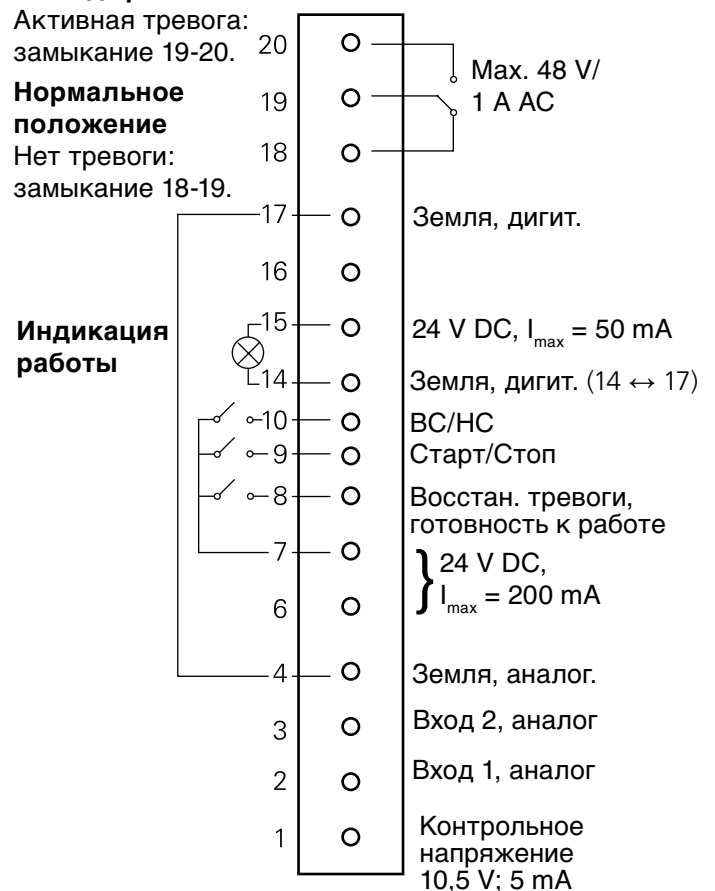 Активная тревога:
замыкание 19-20.
Нормальное
положение
Нет тревоги:
замыкание 18-19.
Индикация
работы
20
19
18
17
16
15
14
10
9
8
7
6
4
3
2
1
Max. 48 V/
1 A AC
Земля, дигит.
24 V DC, Imax = 50 mA
Земля, дигит. (14 ↔ 17)
ВС/НС
Старт/Стоп
Восстан. тревоги,
готовность к работе
} 24 V DC,
Imax = 200 mA
Земля, аналог.
Вход 2, аналог
Вход 1, аналог
Контрольное
напряжение
10,5 V; 5 mA